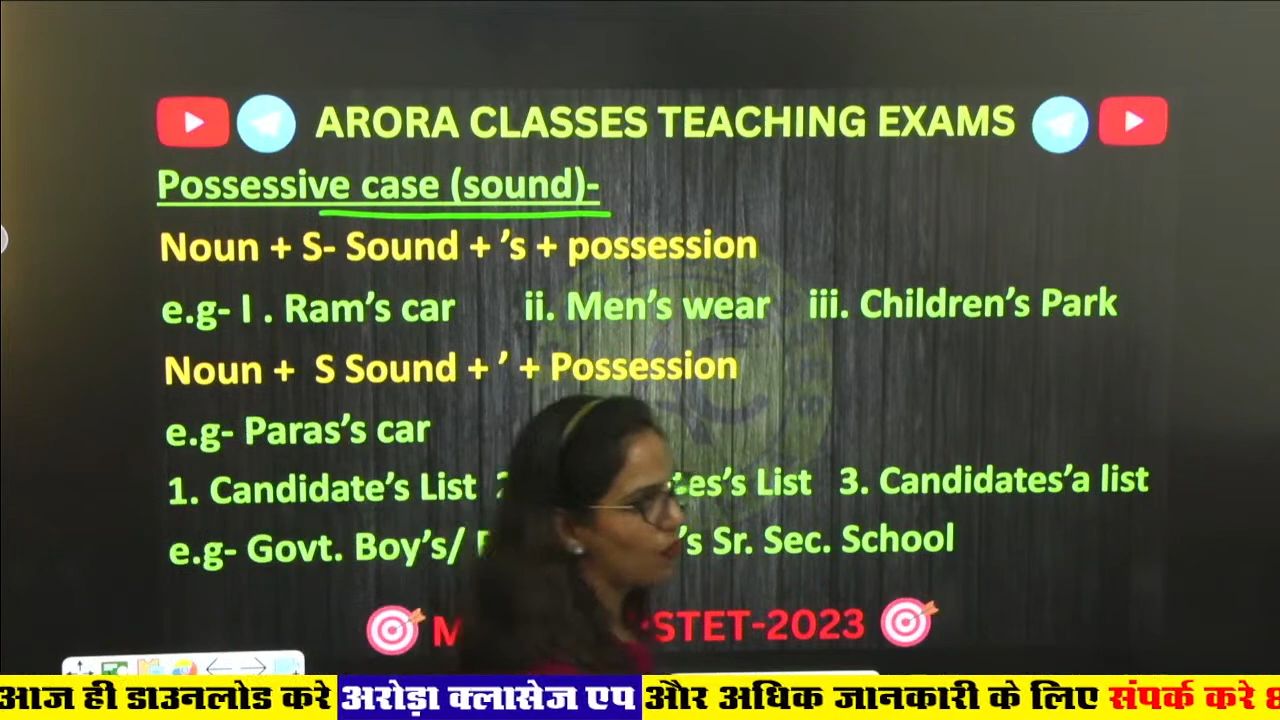 ARORA CLASSES TEACHING EXAMS
Possessive case (sound)-
Noun + S- Sound + ’s + possession
e.g- I . Ram’s car ii. Men’s wear iii. Children’s Park
Noun + S Sound + ’ + Possession
e.g- Paras’s car
1. Candidate’s List List 3. Candidates’a list
e.g- Govt. Boy’s/ Sr. Sec. School
STET-2023
आज ही डाउनलोड करे अरोड़ा क्लासेज एप और अधिक जानकारी के लिए संपर्क करे 8